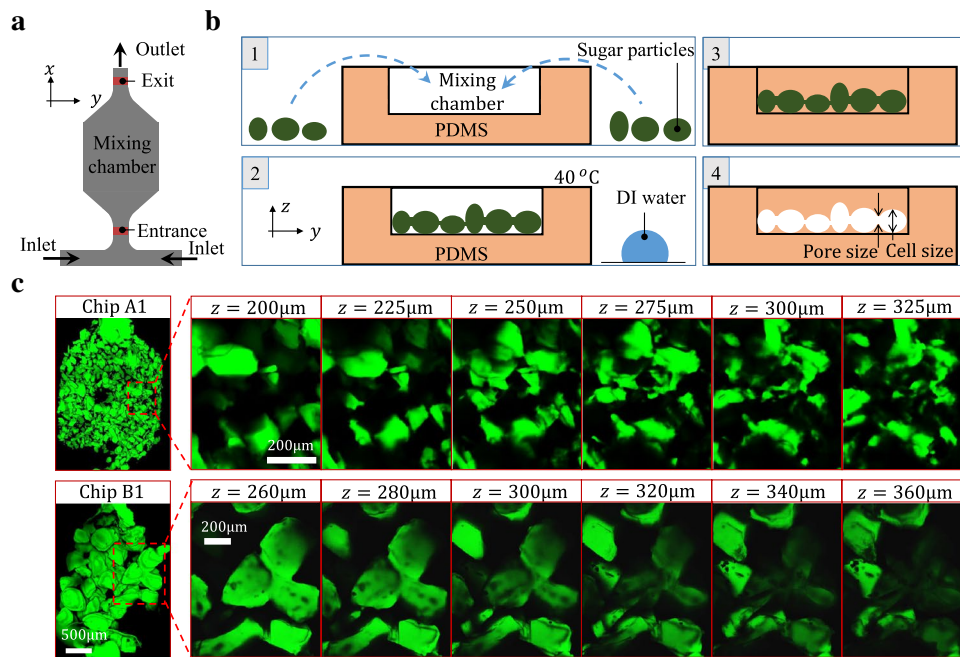 a
Outlet
x
Exit
y
Mixing
chamber
Entrance
Inlet
Inlet
b
1
Sugar particles
Mixing
chamber
PDMS
2
40 °C
z
DI water
y
PDMS
3
4
Pore size
Cell size
c
Chip A1
z = 200μm
z = 225μm
z = 250μm
z = 275μm
z = 300μm
z = 325μm
200μm
Chip B1
z = 260μm
z = 280μm
z = 300μm
z = 320μm
z = 340μm
z = 360μm
200μm
500μm